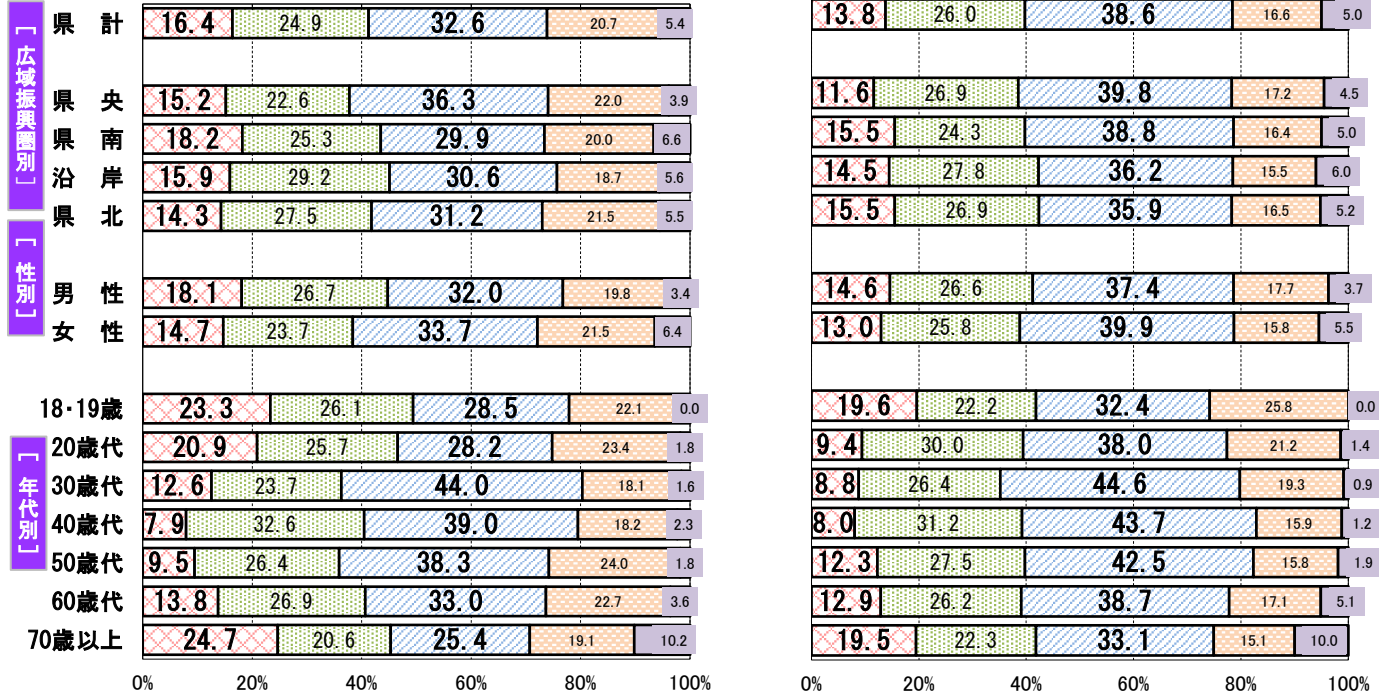 [広域振興圏別]
県 計 16.4 24.9 32.6 20.7 5.4 13.8 26.0 38.6 16.6 5.0
県 央 15.2 22.6 36.3 22.0 3.9 11.6 26.9 39.8 17.2 4.5
県 南 18.2 25.3 29.9 20.0 6.6 15.5 24.3 38.8 16.4 5.0
沿 岸 15.9 29.2 30.6 18.7 5.6 14.5 27.8 36.2 15.5 6.0
県 北 14.3 27.5 31.2 21.5 5.5 15.5 26.9 35.9 16.5 5.2
[性別]
男 性 18.1 26.7 32.0 19.8 3.4 14.6 26.6 37.4 17.7 3.7
女 性 14.7 23.7 33.7 21.5 6.4 13.0 25.8 39.9 15.8 5.5
[年代別]
18・19歳 23.3 26.1 28.5 22.1 0.0 19.6 22.2 32.4 25.8 0.0
20歳代 20.9 25.7 28.2 23.4 1.8 9.4 30.0 38.0 21.2 1.4
30歳代 12.6 23.7 44.0 18.1 1.6 8.8 26.4 44.6 19.3 0.9
40歳代 7.9 32.6 39.0 18.2 2.3 8.0 31.2 43.7 15.9 1.2
50歳代 9.5 26.4 38.3 24.0 1.8 12.3 27.5 42.5 15.8 1.9
60歳代 13.8 26.9 33.0 22.7 3.6 12.9 26.2 38.7 17.1 5.1
70歳以上 24.7 20.6 25.4 19.1 10.2 19.5 22.3 33.1 15.1 10.0
0% 20% 40% 60% 80% 100% 0% 20% 40% 60% 80% 100%